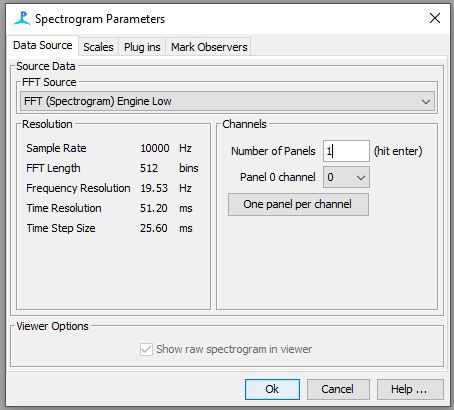 Spectrogram Parameters
Data Source Scales Plug ins Mark Observers
Source Data
FFT Source
FFT (Spectrogram) Engine Low
Resolution
Sample Rate 10000 Hz
FFT Length 512 bins
Frequency Resolution 19.53 Hz
Time Resolution 51.20 ms
Time Step Size 25.60 ms
Channels
Number of Panels 1 (hit enter)
Panel 0 channel 0
One panel per channel
Viewer Options
Show raw spectrogram in viewer
Ok Cancel Help ...